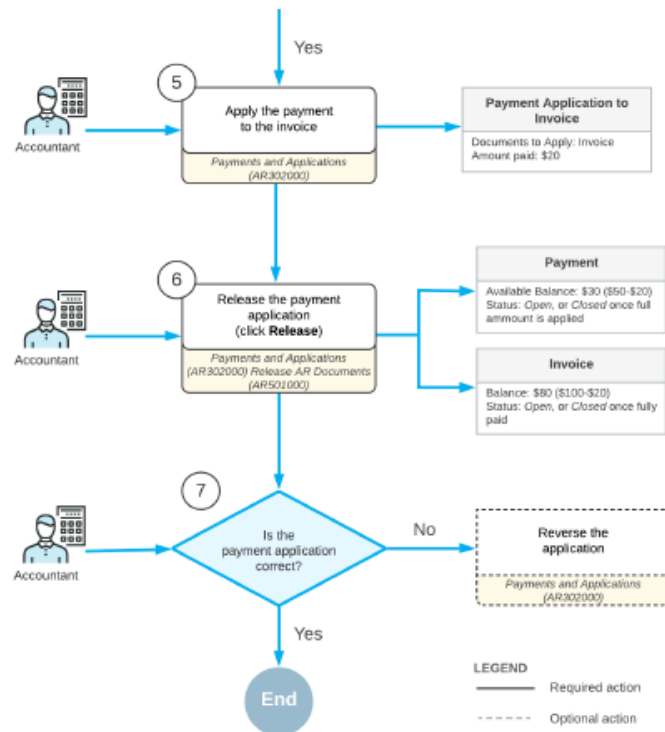 Yes
5
Accountant
Apply the payment
to the invoice
Payments and Applications
(AR302000)
Payment Application to
Invoice
Documents to Apply: Invoice
Amount paid: $20
6
Accountant
Release the payment
application
(click Release)
Payments and Applications
(AR302000) Release AR Documents
(AR501000)
Payment
Available Balance: $30 ($50-$20)
Status: Open, or Closed once full
ammount is applied
Invoice
Balance: $80 ($100-$20)
Status: Open, or Closed once fully
paid
7
Accountant
Is the
payment application
correct?
No
Reverse the
application
Payments and Applications
(AR302000)
Yes
End
LEGEND
Required action
Optional action